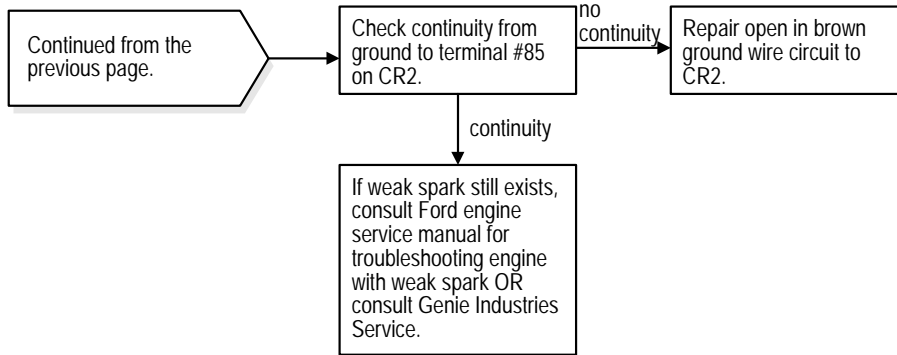 Continued from the
previous page.
Check continuity from
ground to terminal #85
on CR2.
no
continuity
Repair open in brown
ground wire circuit to
CR2.
continuity
If weak spark still exists,
consult Ford engine
service manual for
troubleshooting engine
with weak spark OR
consult Genie Industries
Service.